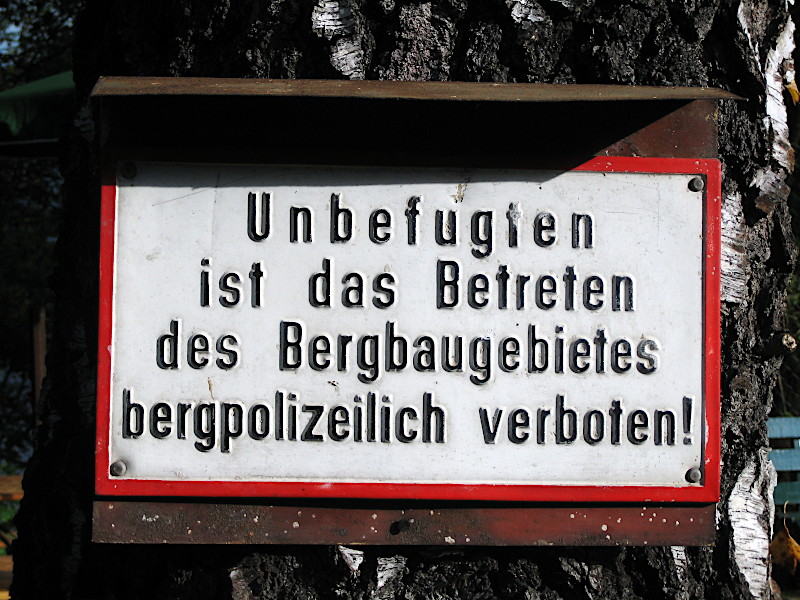 Unbefugten
ist das Betreten
des Bergbaugebietes
bergpolizeilich verboten!